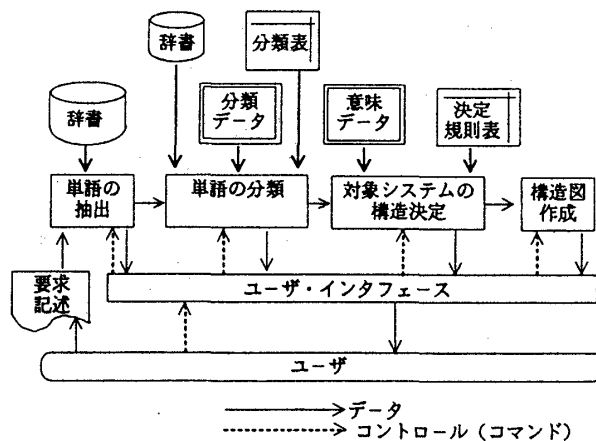 辞書
分類表
辞書
分類
データ
意味
データ
決定
規則表
単語の
抽出
単語の分類
対象システムの
構造決定
構造図
作成
要求
記述
ユーザ・インタフェース
ユーザ
データ
コントロール（コマンド）